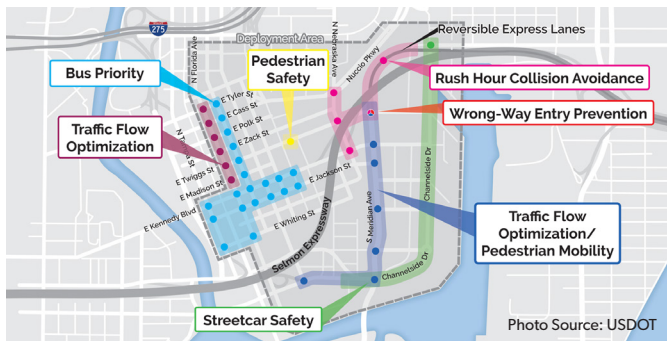 INTERSTATE
275
N Florida Ave
Deployment Area
N Nebraska Ave
Nuccio Pkwy
Reversible Express Lanes
Bus Priority
Pedestrian
Safety
Rush Hour Collision Avoidance
E Tyler St
E Cass St
E Polk St
E Zack St
Wrong-Way Entry Prevention
Traffic Flow
Optimization
N Tampa St
E Twiggs St
E Madison St
E Jackson St
Channelside Dr
E Kennedy Blvd
E Whiting St
S Meridian Ave
Traffic Flow
Optimization/
Pedestrian Mobility
Selmon Expressway
Channelside Dr
Streetcar Safety
Photo Source: USDOT